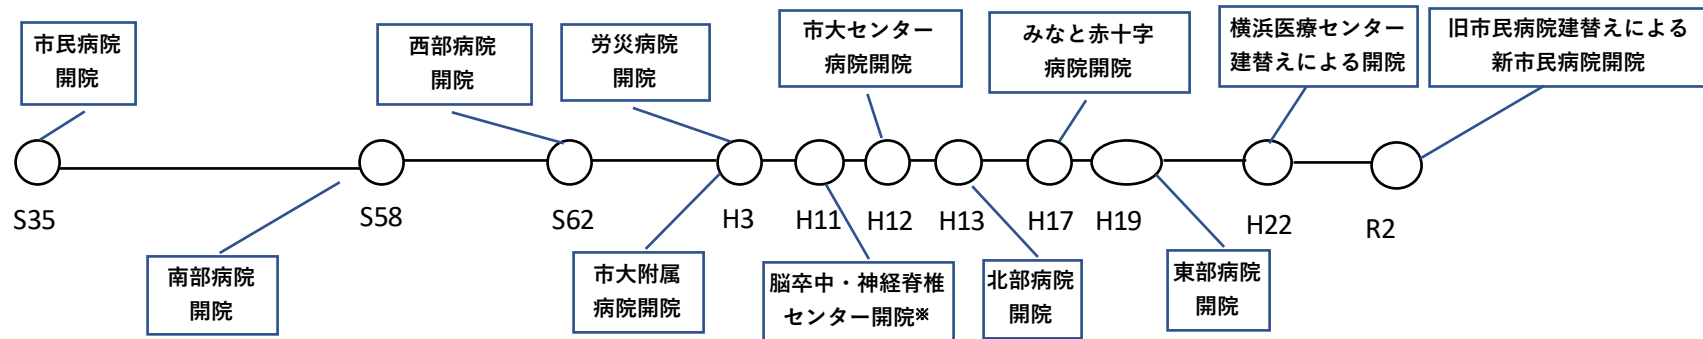 市民病院
開院
西部病院
開院
労災病院
開院
市大センター
病院開院
みなと赤十字
病院開院
横浜医療センター
建替えによる開院
旧市民病院建替えによる
新市民病院開院
S35
S58
S62
H3
H11
H12
H13
H17
H19
H22
R2
南部病院
開院
市大附属
病院開院
脳卒中・神経脊椎
センター開院※
北部病院
開院
東部病院
開院